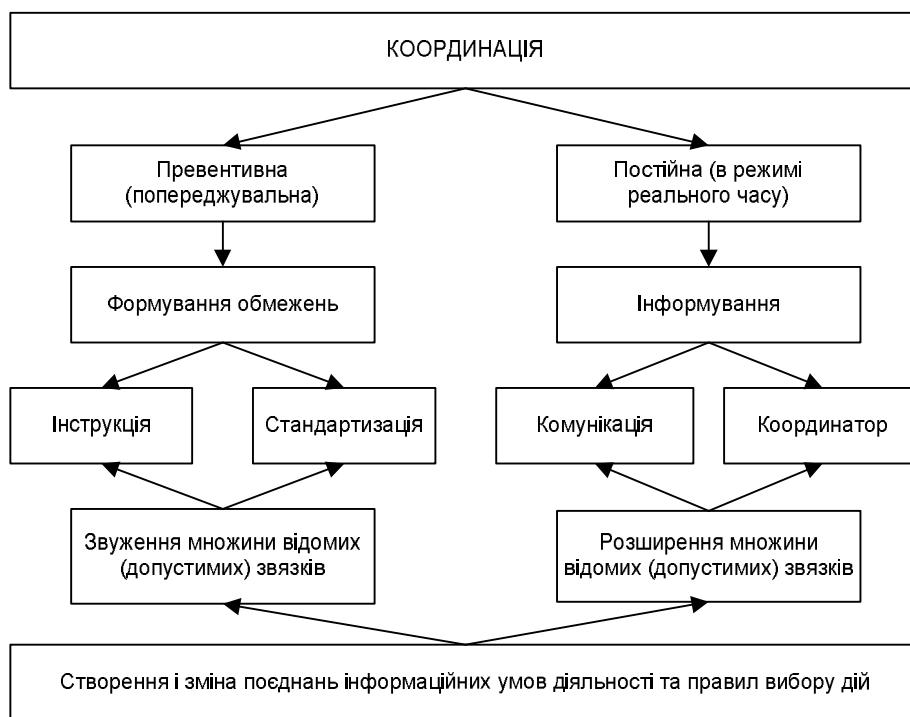 КООРДИНАЦІЯ
Превентивна
(попереджувальна)
Постійна (в режимі
реального часу)
Формування обмежень
Інформування
Інструкція
Стандартизація
Комунікація
Координатор
Звуження множини відомих
(допустимих) звязків
Розширення множини
відомих (допустимих) звязків
Створення і зміна поєднань інформаційних умов діяльності та правил вибору дій